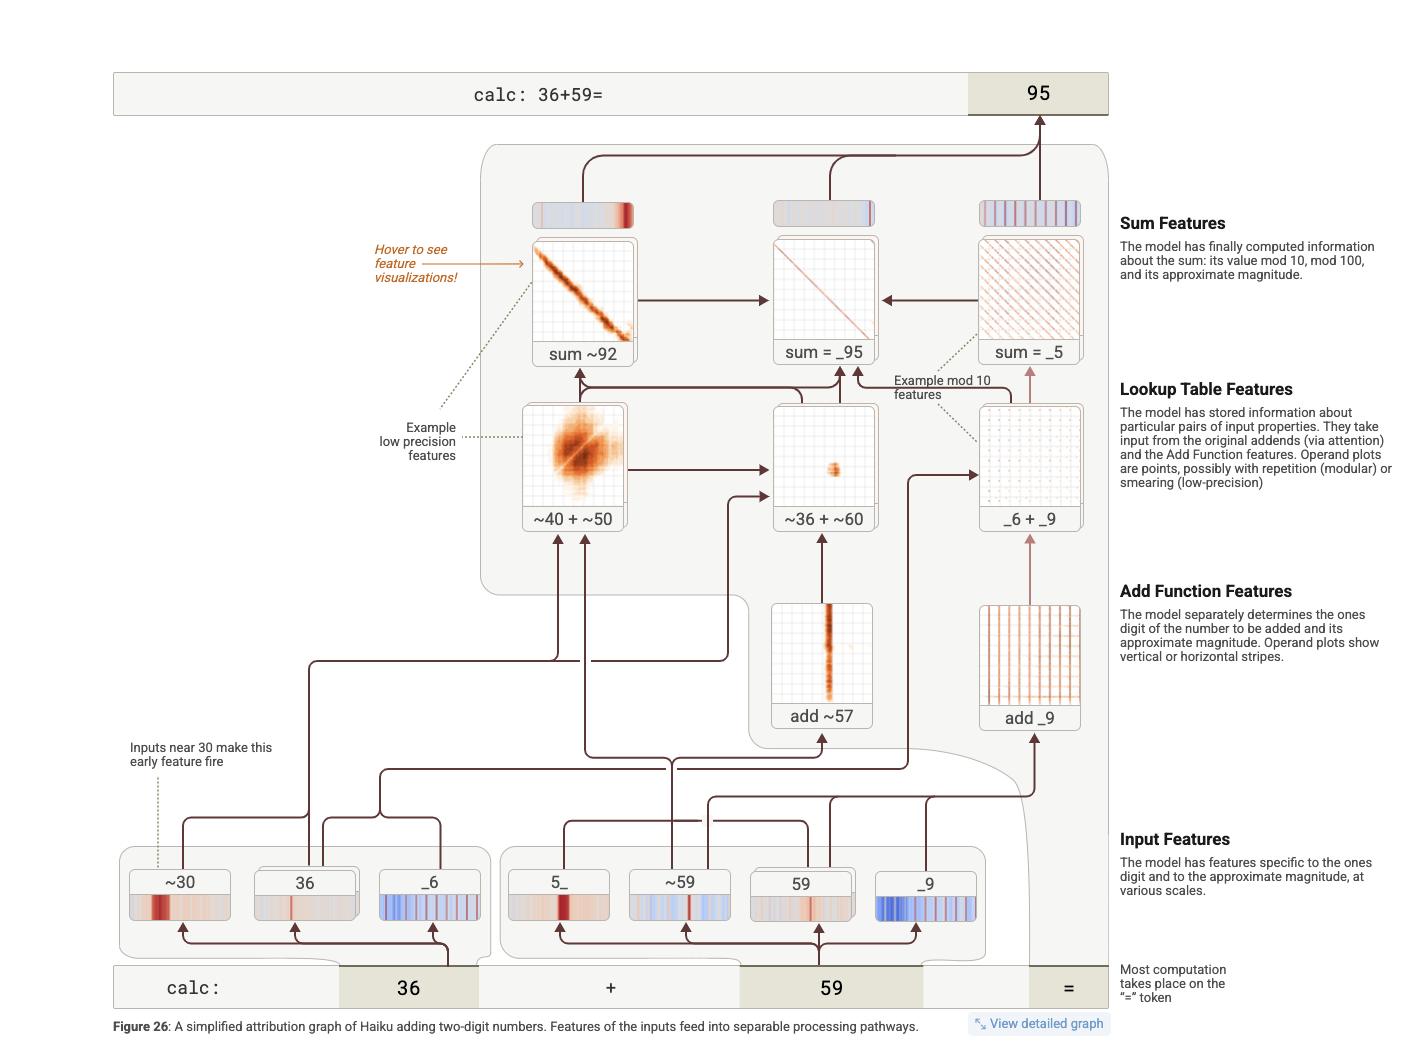 calc: 36+59=
95
Sum Features
The model has finally computed information
about the sum: its value mod 10, mod 100,
and its approximate magnitude.
Hover to see
feature
visualizations!
sum ~92
sum = _95
sum = _5
Example mod 10
features
Lookup Table Features
The model has stored information about
particular pairs of input properties. They take
input from the original addends (via attention)
and the Add Function features. Operand plots
are points, possibly with repetition (modular) or
smearing (low-precision)
Example
low precision
features
~40 + ~50
~36 + ~60
_6 + _9
Add Function Features
The model separately determines the ones
digit of the number to be added and its
approximate magnitude. Operand plots show
vertical or horizontal stripes.
add ~57
add _9
Inputs near 30 make this
early feature fire
Input Features
The model has features specific to the ones
digit and to the approximate magnitude, at
various scales.
~30
36
_6
5_
~59
59
_9
Most computation
takes place on the
“=” token
calc:
36
+
59
=
Figure 26: A simplified attribution graph of Haiku adding two-digit numbers. Features of the inputs feed into separable processing pathways.
View detailed graph